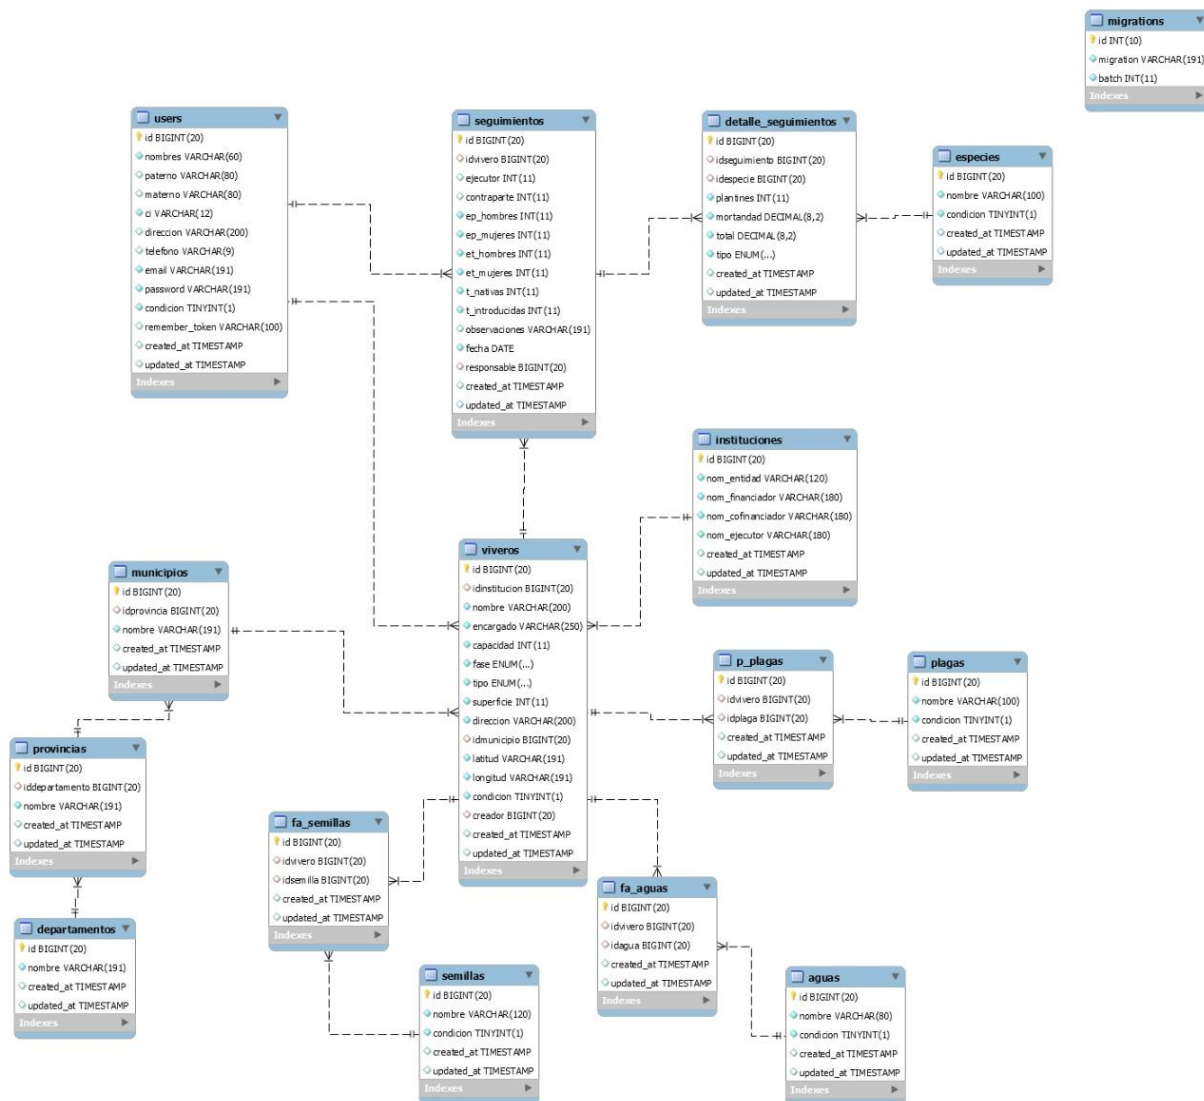 migrations
id INT(10)
migration VARCHAR(191)
batch INT(11)
Indexes
users
id BIGINT(20)
nombres VARCHAR(60)
paterno VARCHAR(80)
materno VARCHAR(80)
ci VARCHAR(12)
direccion VARCHAR(200)
telefono VARCHAR(9)
email VARCHAR(191)
password VARCHAR(191)
condicion TINYINT(1)
remember_token VARCHAR(100)
created_at TIMESTAMP
updated_at TIMESTAMP
Indexes
seguimientos
id BIGINT(20)
idvivero BIGINT(20)
ejecutor INT(11)
contraparte INT(11)
ep_hombres INT(11)
ep_mujeres INT(11)
et_hombres INT(11)
et_mujeres INT(11)
t_nativas INT(11)
t_introducidas INT(11)
observaciones VARCHAR(191)
fecha DATE
responsable BIGINT(20)
created_at TIMESTAMP
updated_at TIMESTAMP
Indexes
detalle_seguimientos
id BIGINT(20)
idseguimiento BIGINT(20)
idespecie BIGINT(20)
plantines INT(11)
mortandad DECIMAL(8,2)
total DECIMAL(8,2)
tipo ENUM(...)
created_at TIMESTAMP
updated_at TIMESTAMP
Indexes
especies
id BIGINT(20)
nombre VARCHAR(100)
condicion TINYINT(1)
created_at TIMESTAMP
updated_at TIMESTAMP
Indexes
instituciones
id BIGINT(20)
nom_entidad VARCHAR(120)
nom_financiador VARCHAR(180)
nom_cofinanciador VARCHAR(180)
nom_ejecutor VARCHAR(180)
created_at TIMESTAMP
updated_at TIMESTAMP
Indexes
viveros
id BIGINT(20)
idinstitucion BIGINT(20)
nombre VARCHAR(200)
encargado VARCHAR(250)
capacidad INT(11)
fase ENUM(...)
tipo ENUM(...)
superficie INT(11)
direccion VARCHAR(200)
idmunicipio BIGINT(20)
latitud VARCHAR(191)
longitud VARCHAR(191)
condicion TINYINT(1)
creador BIGINT(20)
created_at TIMESTAMP
updated_at TIMESTAMP
Indexes
municipios
id BIGINT(20)
idprovincia BIGINT(20)
nombre VARCHAR(191)
created_at TIMESTAMP
updated_at TIMESTAMP
Indexes
p_plagas
id BIGINT(20)
idvivero BIGINT(20)
idplaga BIGINT(20)
created_at TIMESTAMP
updated_at TIMESTAMP
Indexes
plagas
id BIGINT(20)
nombre VARCHAR(100)
condicion TINYINT(1)
created_at TIMESTAMP
updated_at TIMESTAMP
Indexes
provincias
id BIGINT(20)
iddepartamento BIGINT(20)
nombre VARCHAR(191)
created_at TIMESTAMP
updated_at TIMESTAMP
Indexes
fa_semillas
id BIGINT(20)
idvivero BIGINT(20)
idsemilla BIGINT(20)
created_at TIMESTAMP
updated_at TIMESTAMP
Indexes
fa_aguas
id BIGINT(20)
idvivero BIGINT(20)
idagua BIGINT(20)
created_at TIMESTAMP
updated_at TIMESTAMP
Indexes
departamentos
id BIGINT(20)
nombre VARCHAR(191)
created_at TIMESTAMP
updated_at TIMESTAMP
Indexes
semillas
id BIGINT(20)
nombre VARCHAR(120)
condicion TINYINT(1)
created_at TIMESTAMP
updated_at TIMESTAMP
Indexes
aguas
id BIGINT(20)
nombre VARCHAR(80)
condicion TINYINT(1)
created_at TIMESTAMP
updated_at TIMESTAMP
Indexes